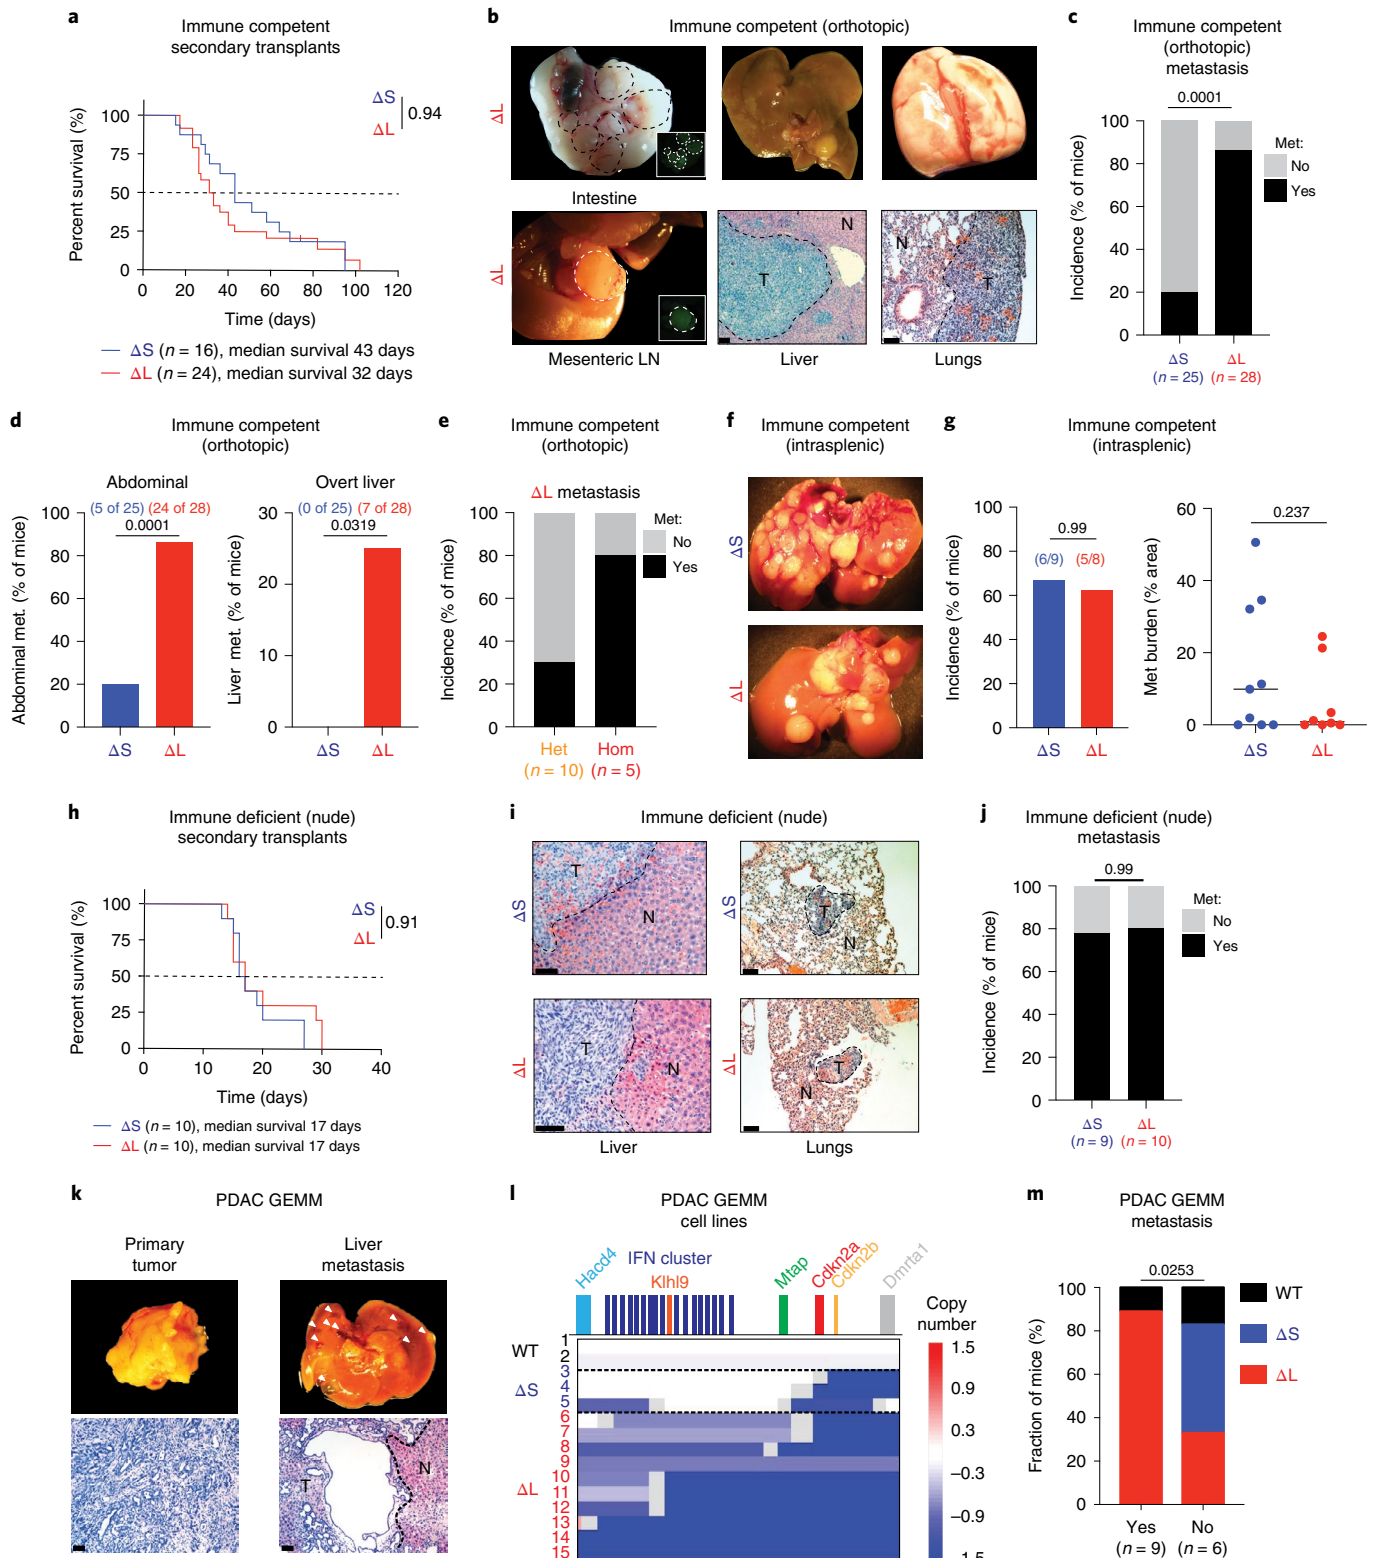 a
Immune competent
secondary transplants
Percent survival (%)
100
75
50
25
0
0 20 40 60 80 100 120
Time (days)
ΔS
ΔL
0.94
ΔS (n = 16), median survival 43 days
ΔL (n = 24), median survival 32 days
b
Immune competent (orthotopic)
ΔL
Intestine
ΔL
T
N
N
T
Mesenteric LN
Liver
Lungs
c
Immune competent
(orthotopic)
metastasis
0.0001
Incidence (% of mice)
100
80
60
40
20
0
Met:
No
Yes
ΔS
(n = 25)
ΔL
(n = 28)
d
Immune competent
(orthotopic)
Abdominal
(5 of 25) (24 of 28)
0.0001
Abdominal met. (% of mice)
100
80
60
40
20
0
ΔS
ΔL
Overt liver
(0 of 25) (7 of 28)
0.0319
Liver met. (% of mice)
30
20
10
0
ΔS
ΔL
e
Immune competent
(orthotopic)
ΔL metastasis
Incidence (% of mice)
100
80
60
40
20
0
Met:
No
Yes
Het
(n = 10)
Hom
(n = 5)
f
Immune competent
(intrasplenic)
ΔS
ΔL
g
Immune competent
(intrasplenic)
Incidence (% of mice)
100
80
60
40
20
0
0.99
(6/9) (5/8)
ΔS
ΔL
Met burden (% area)
60
40
20
0
0.237
ΔS
ΔL
h
Immune deficient (nude)
secondary transplants
Percent survival (%)
100
75
50
25
0
0 10 20 30 40
Time (days)
ΔS
ΔL
0.91
ΔS (n = 10), median survival 17 days
ΔL (n = 10), median survival 17 days
i
Immune deficient (nude)
ΔS
T
N
T
N
ΔL
T
N
T
N
Liver
Lungs
j
Immune deficient (nude)
metastasis
0.99
Incidence (% of mice)
100
80
60
40
20
0
Met:
No
Yes
ΔS
(n = 9)
ΔL
(n = 10)
k
PDAC GEMM
Primary
tumor
Liver
metastasis
T
N
l
PDAC GEMM
cell lines
Hacd4
IFN cluster
Klhl9
Mtap
Cdkn2a
Cdkn2b
Dmrta1
WT
ΔS
ΔL
1
2
3
4
5
6
7
8
9
10
11
12
13
14
15
Copy
number
1.5
0.9
0.3
–0.3
–0.9
–1.5
m
PDAC GEMM
metastasis
0.0253
Fraction of mice (%)
100
80
60
40
20
0
WT
ΔS
ΔL
Yes
(n = 9)
No
(n = 6)